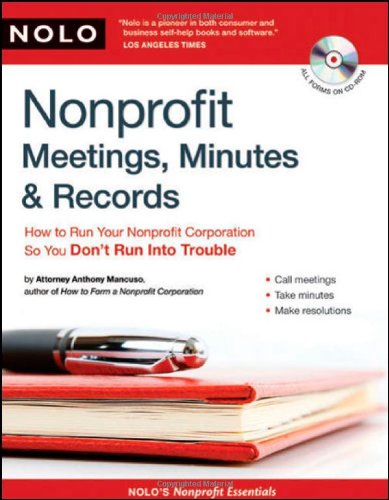 NOLO
"Nolo is a pioneer in both consumer and
business self-help books and software."
LOS ANGELES TIMES
ALL FORMS ON CD-ROM
Nonprofit
Meetings, Minutes
& Records
How to Run Your Nonprofit Corporation
So You Don't Run Into Trouble
by Attorney Anthony Mancuso,
author of How to Form a Nonprofit Corporation
• Call meetings
• Take minutes
• Make resolutions
NOLO'S Nonprofit Essentials